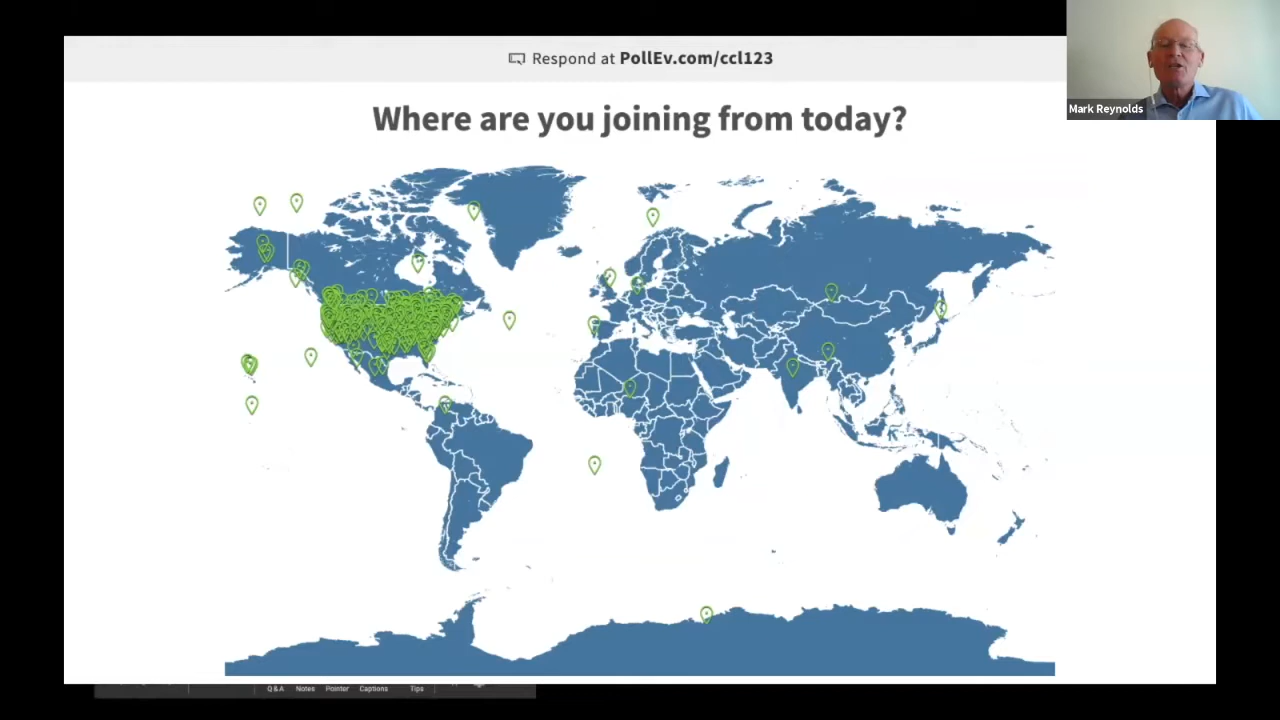 Respond at PollEv.com/ccl123
Where are you joining from today?
Mark Reynolds
Q&A Notes Pointer Captions Tips